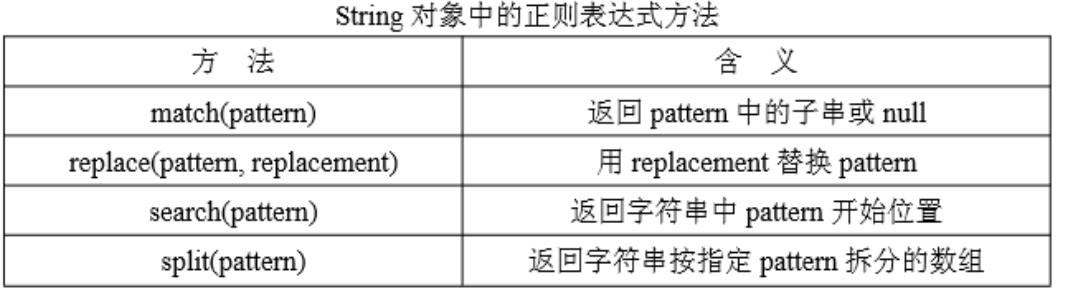 String 对象中的正则表达式方法
方 法 含 义
match(pattern) 返回 pattern 中的子串或 null
replace(pattern, replacement) 用 replacement 替换 pattern
search(pattern) 返回字符串中 pattern 开始位置
split(pattern) 返回字符串按指定 pattern 拆分的数组